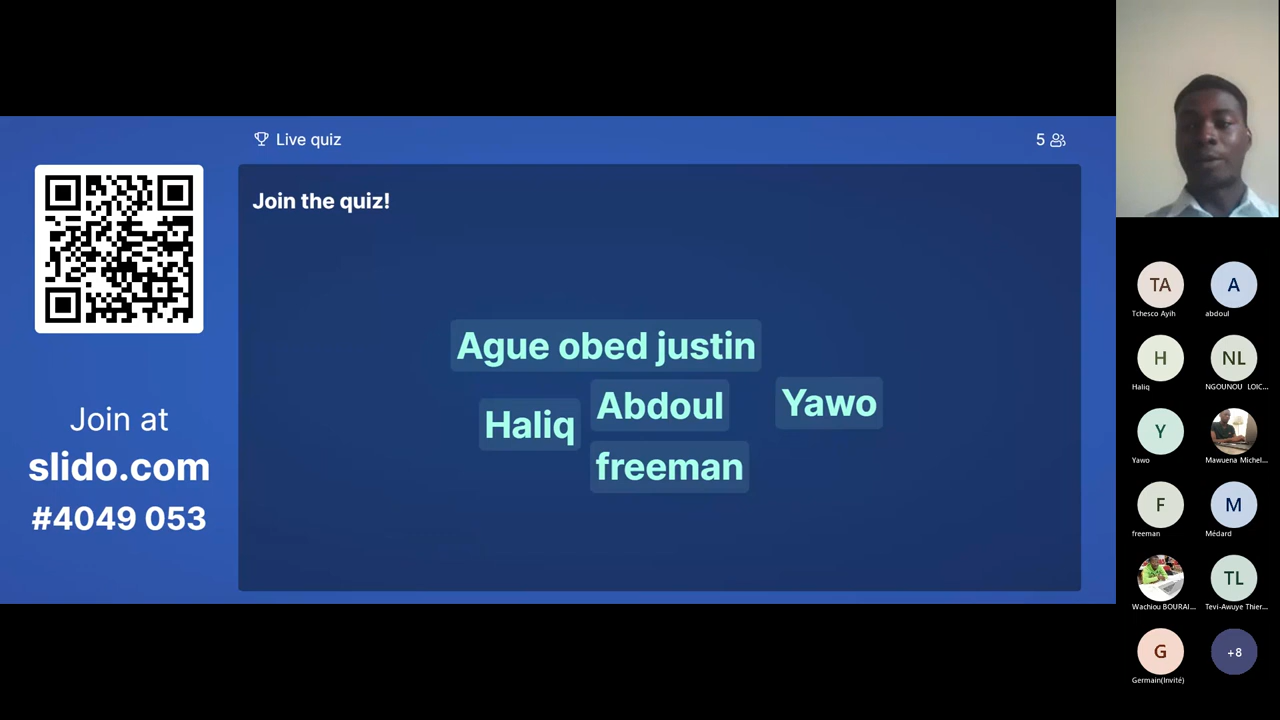 Live quiz
5
Join the quiz!
Ague obed justin
Abdoul
Yawo
Haliq
freeman
Join at
slido.com
#4049 053
TA
Tchesco Ayih
A
abdoul
H
Haliq
NL
NGOUNOU LOIC...
Y
Yawo
Mawuena Michel...
F
freeman
M
Médard
Wachiou BOURAI...
TL
Tevi-Awuye Thier...
G
Germain(Invité)
+8